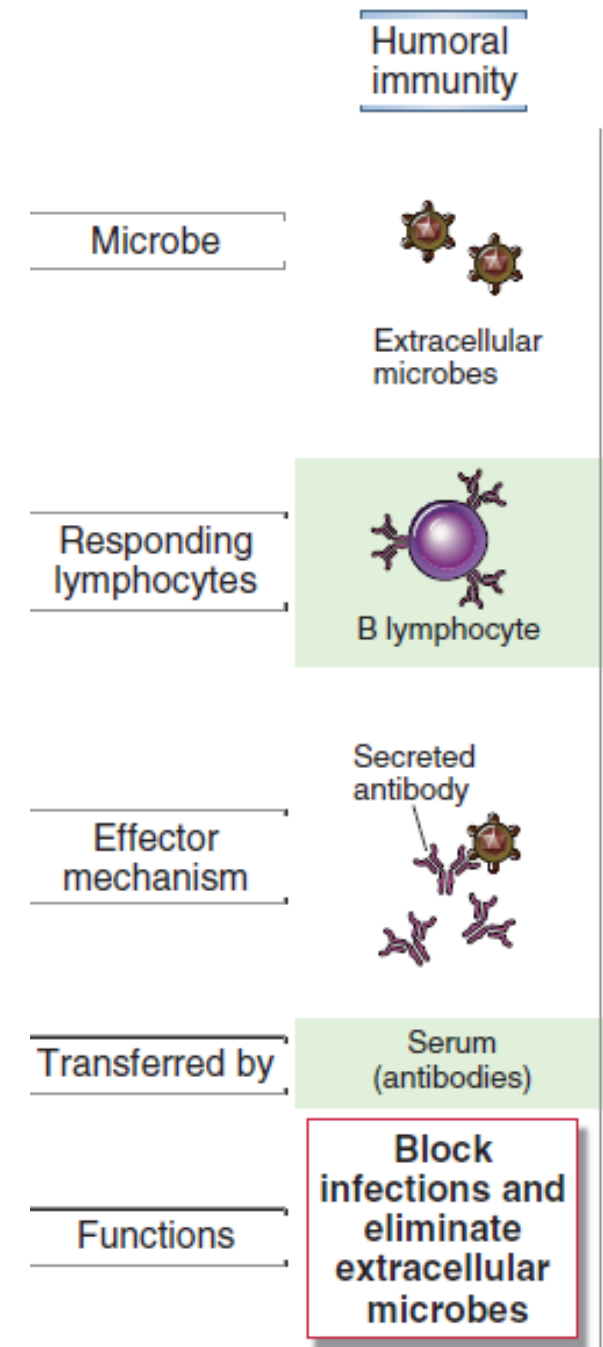 Humoral
immunity
Microbe
Extracellular
microbes
Responding
lymphocytes
B lymphocyte
Secreted
antibody
Effector
mechanism
Transferred by
Serum
(antibodies)
Functions
Block
infections and
eliminate
extracellular
microbes